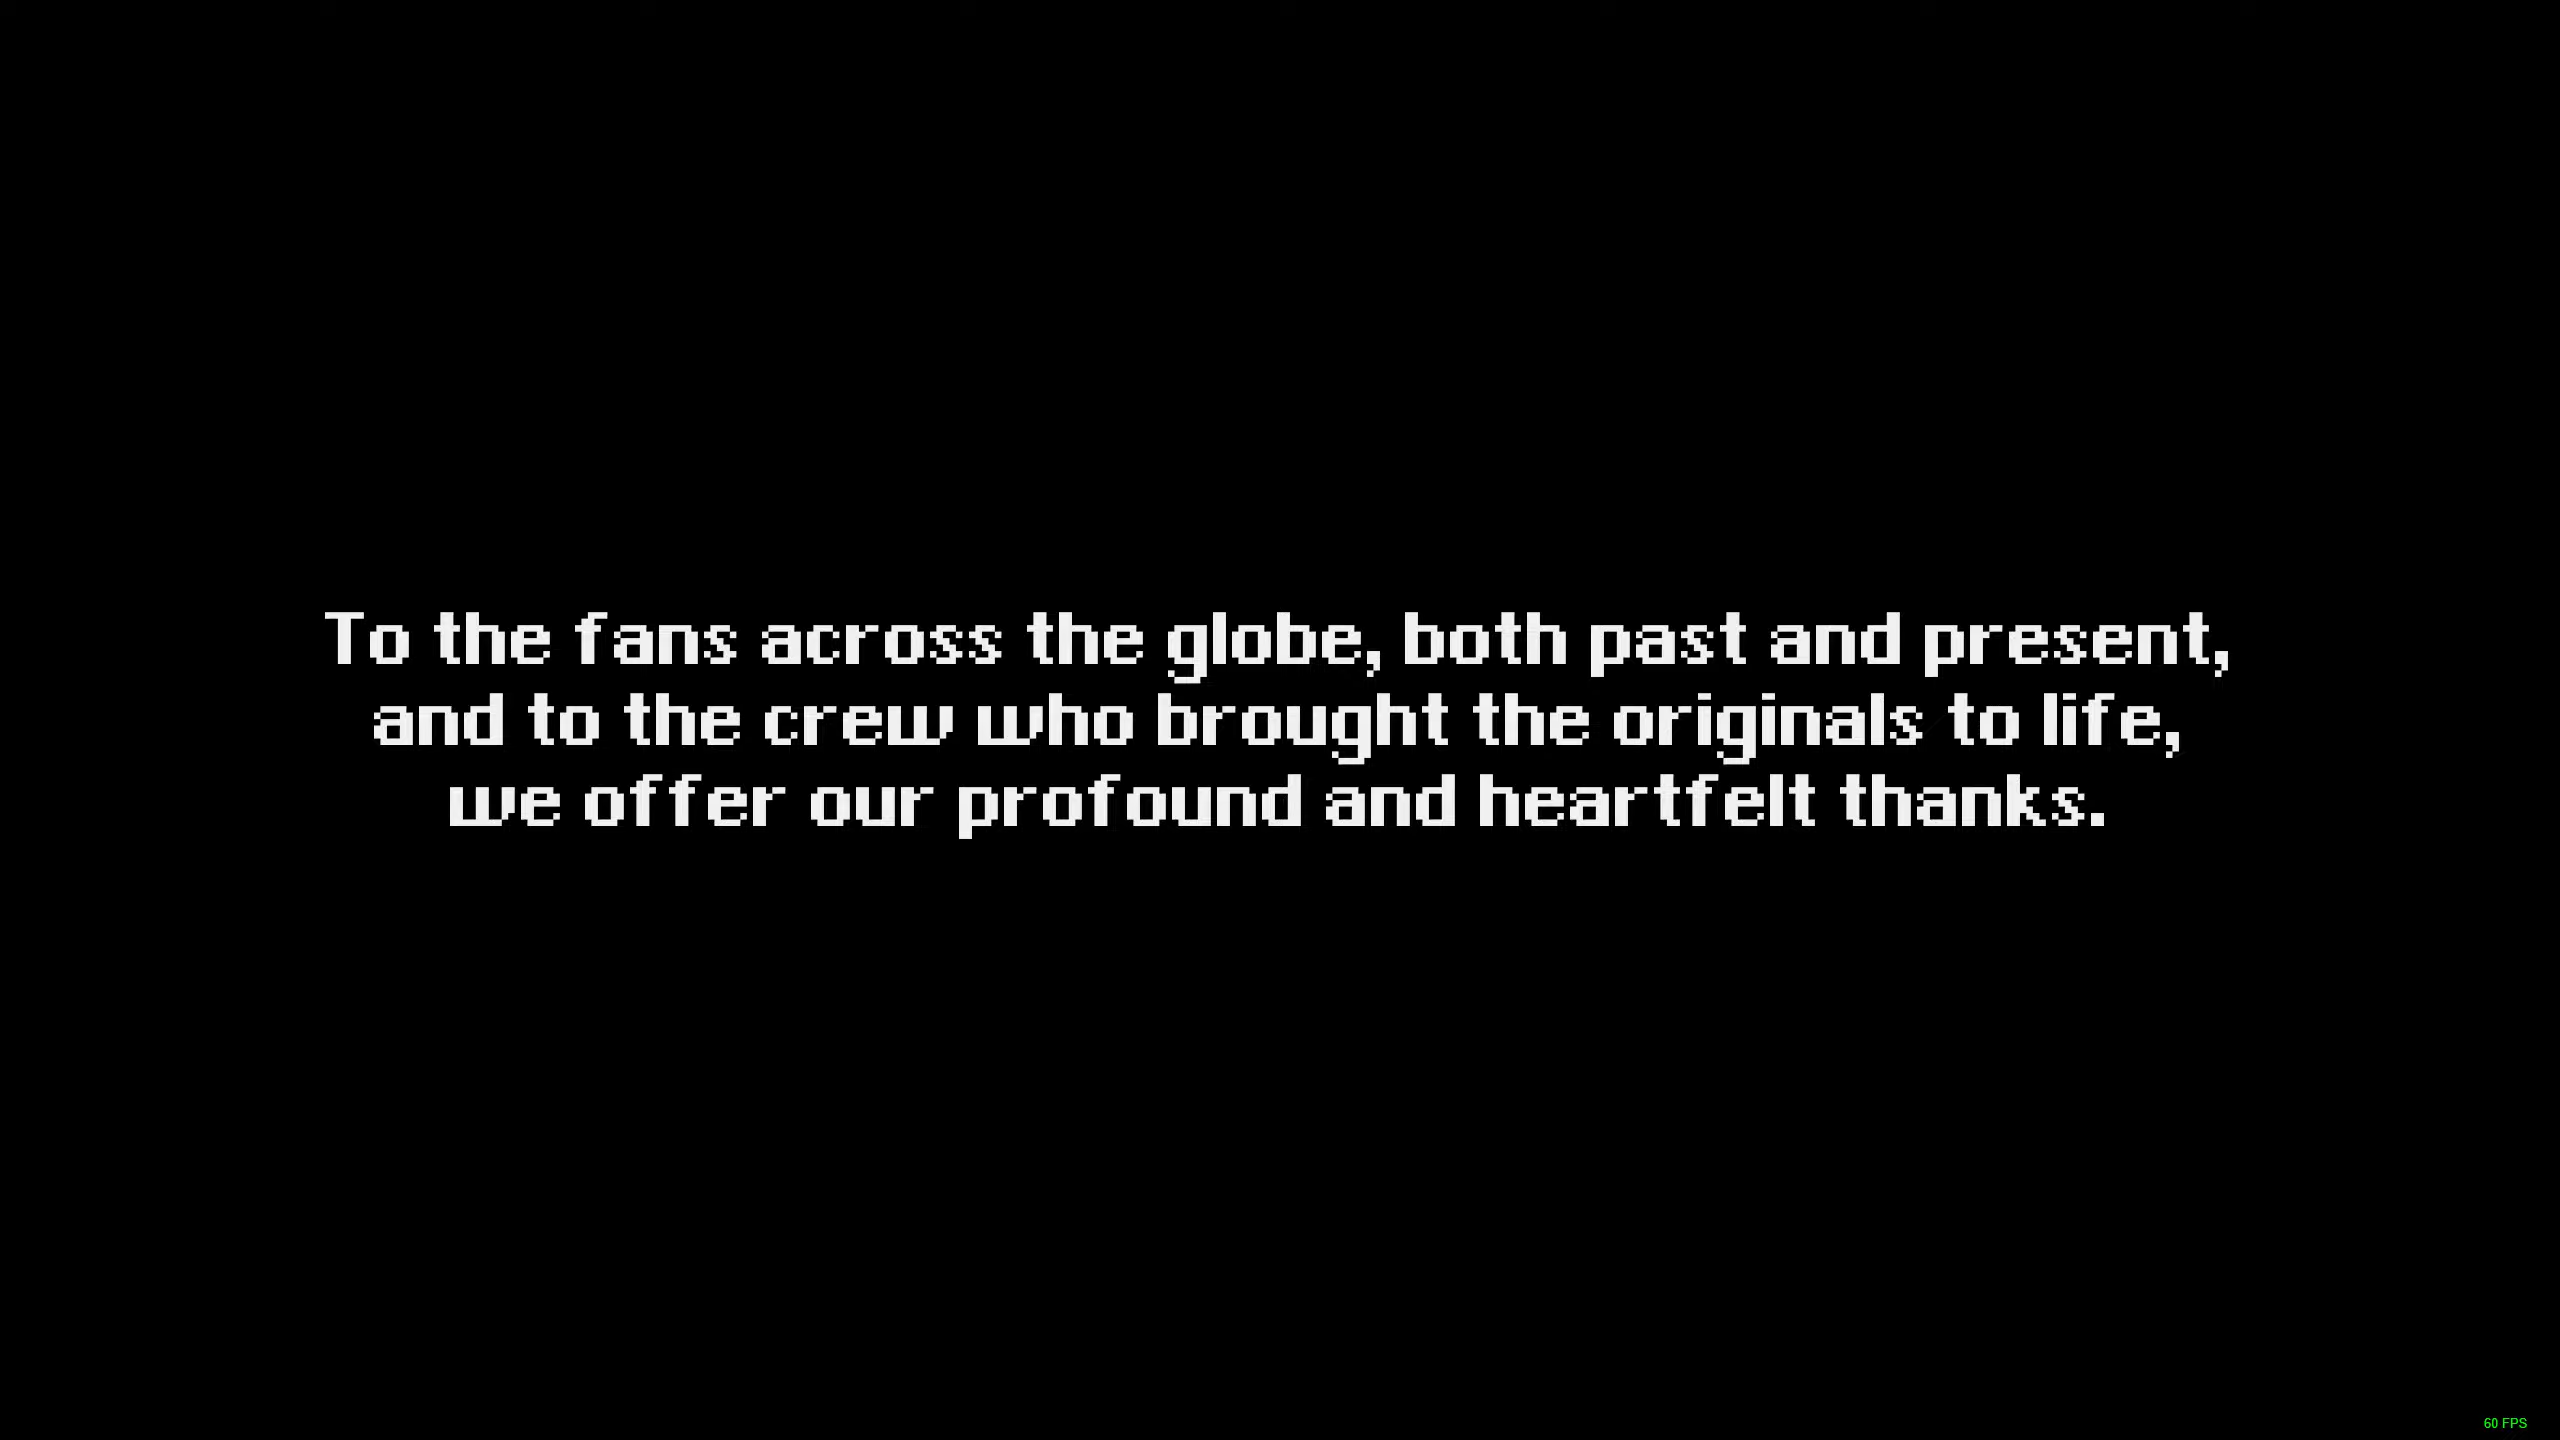 To the fans across the globe, both past and present,
and to the crew who brought the originals to life,
we offer our profound and heartfelt thanks.
60 FPS